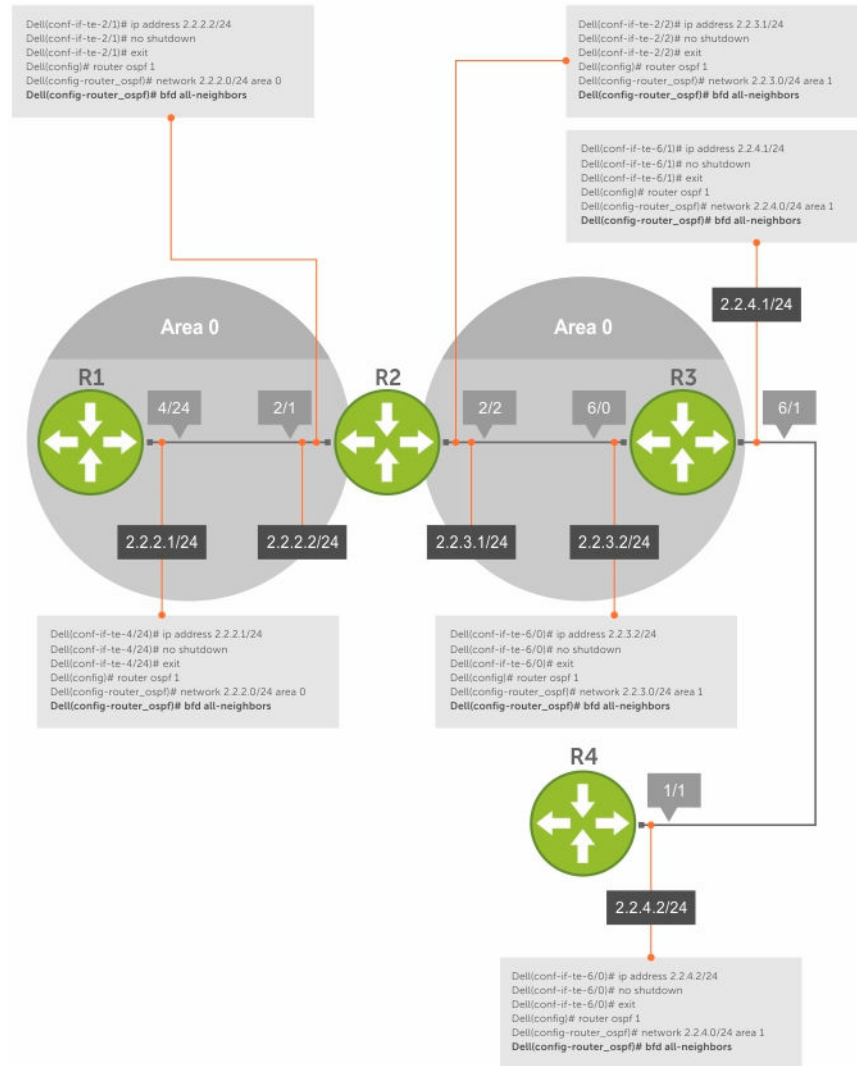 Dell(conf-if-te-2/1)# ip address 2.2.2.2/24
Dell(conf-if-te-2/1)# no shutdown
Dell(conf-if-te-2/1)# exit
Dell(config)# router ospf 1
Dell(config-router_ospf)# network 2.2.2.0/24 area 0
Dell(config-router_ospf)# bfd all-neighbors
Dell(conf-if-te-2/2)# ip address 2.2.3.1/24
Dell(conf-if-te-2/2)# no shutdown
Dell(conf-if-te-2/2)# exit
Dell(config)# router ospf 1
Dell(config-router_ospf)# network 2.2.3.0/24 area 1
Dell(config-router_ospf)# bfd all-neighbors
Dell(conf-if-te-6/1)# ip address 2.2.4.1/24
Dell(conf-if-te-6/1)# no shutdown
Dell(conf-if-te-6/1)# exit
Dell(config)# router ospf 1
Dell(config-router_ospf)# network 2.2.4.0/24 area 1
Dell(config-router_ospf)# bfd all-neighbors
2.2.4.1/24
Area 0
Area 0
R1
R2
R3
4/24
2/1
2/2
6/0
6/1
2.2.2.1/24
2.2.2.2/24
2.2.3.1/24
2.2.3.2/24
Dell(conf-if-te-4/24)# ip address 2.2.2.1/24
Dell(conf-if-te-4/24)# no shutdown
Dell(conf-if-te-4/24)# exit
Dell(config)# router ospf 1
Dell(config-router_ospf)# network 2.2.2.0/24 area 0
Dell(config-router_ospf)# bfd all-neighbors
Dell(conf-if-te-6/0)# ip address 2.2.3.2/24
Dell(conf-if-te-6/0)# no shutdown
Dell(conf-if-te-6/0)# exit
Dell(config)# router ospf 1
Dell(config-router_ospf)# network 2.2.3.0/24 area 1
Dell(config-router_ospf)# bfd all-neighbors
R4
1/1
2.2.4.2/24
Dell(conf-if-te-6/0)# ip address 2.2.4.2/24
Dell(conf-if-te-6/0)# no shutdown
Dell(conf-if-te-6/0)# exit
Dell(config)# router ospf 1
Dell(config-router_ospf)# network 2.2.4.0/24 area 1
Dell(config-router_ospf)# bfd all-neighbors